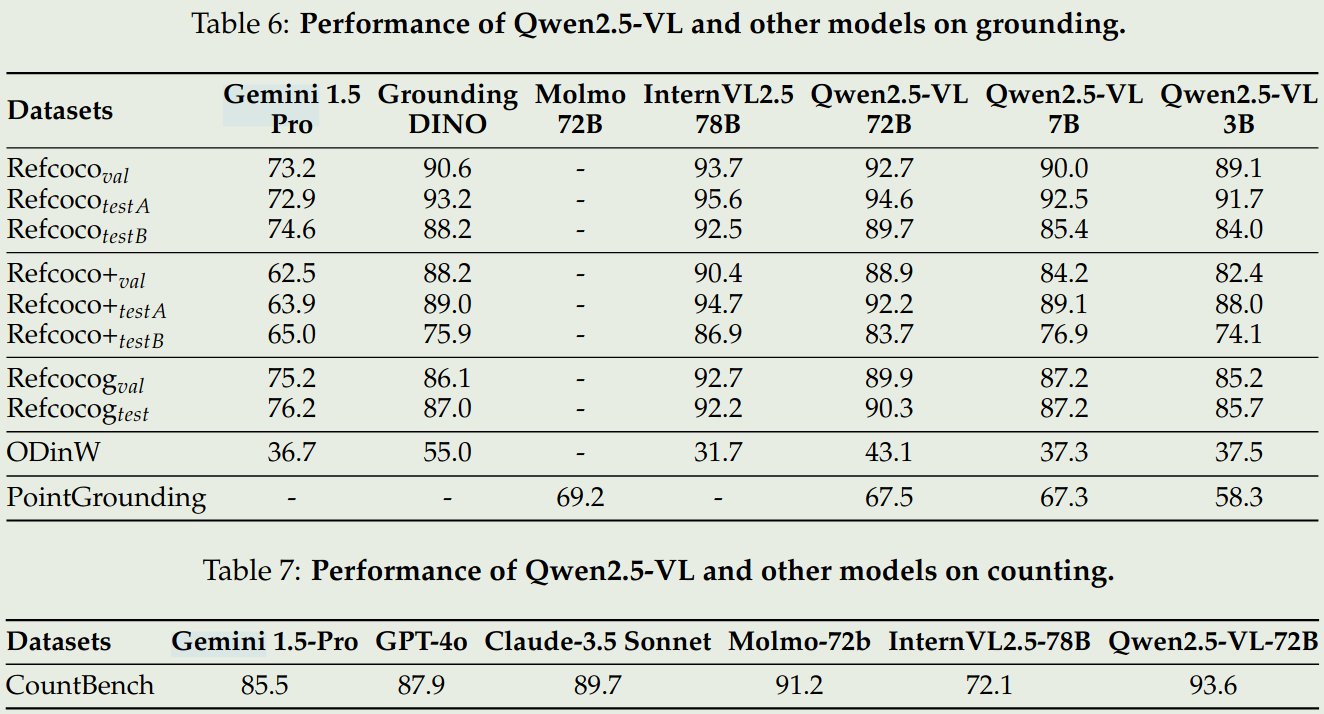 Table 6: Performance of Qwen2.5-VL and other models on grounding.
Datasets Gemini 1.5 Pro Grounding DINO Molmo 72B InternVL2.5 78B Qwen2.5-VL 72B Qwen2.5-VL 7B Qwen2.5-VL 3B
Refcoco val 73.2 90.6 - 93.7 92.7 90.0 89.1
Refcoco testA 72.9 93.2 - 95.6 94.6 92.5 91.7
Refcoco testB 74.6 88.2 - 92.5 89.7 85.4 84.0
Refcoco+ val 62.5 88.2 - 90.4 88.9 84.2 82.4
Refcoco+ testA 63.9 89.0 - 94.7 92.2 89.1 88.0
Refcoco+ testB 65.0 75.9 - 86.9 83.7 76.9 74.1
Refcocog val 75.2 86.1 - 92.7 89.9 87.2 85.2
Refcocog test 76.2 87.0 - 92.2 90.3 87.2 85.7
ODinW 36.7 55.0 - 31.7 43.1 37.3 37.5
PointGrounding - - 69.2 - 67.5 67.3 58.3
Table 7: Performance of Qwen2.5-VL and other models on counting.
Datasets Gemini 1.5-Pro GPT-4o Claude-3.5 Sonnet Molmo-72b InternVL2.5-78B Qwen2.5-VL-72B
CountBench 85.5 87.9 89.7 91.2 72.1 93.6